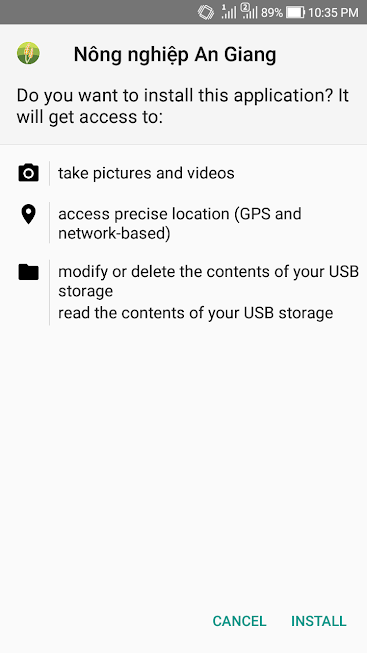 1 2 89% 10:35 PM
Nông nghiệp An Giang
Do you want to install this application? It
will get access to:
take pictures and videos
access precise location (GPS and
network-based)
modify or delete the contents of your USB
storage
read the contents of your USB storage
CANCEL INSTALL